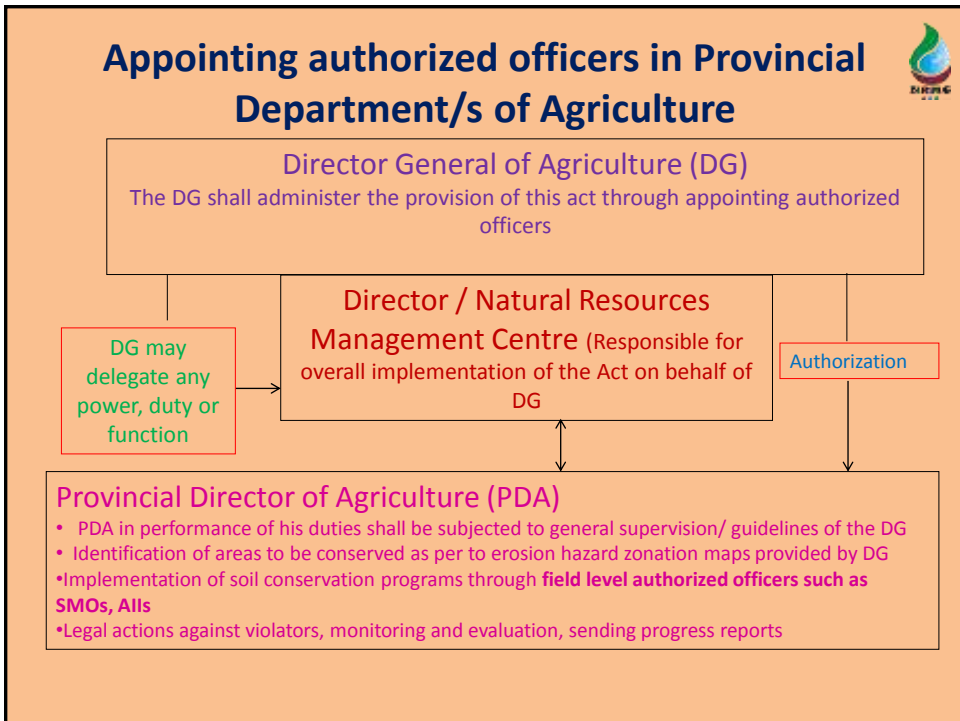 Appointing authorized officers in Provincial
Department/s of Agriculture
NRMC
Director General of Agriculture (DG)
The DG shall administer the provision of this act through appointing authorized
officers
Director / Natural Resources
Management Centre (Responsible for
overall implementation of the Act on behalf of
DG
DG may
delegate any
power, duty or
function
Authorization
Provincial Director of Agriculture (PDA)
• PDA in performance of his duties shall be subjected to general supervision/ guidelines of the DG
• Identification of areas to be conserved as per to erosion hazard zonation maps provided by DG
•Implementation of soil conservation programs through field level authorized officers such as
SMOs, AIIs
•Legal actions against violators, monitoring and evaluation, sending progress reports